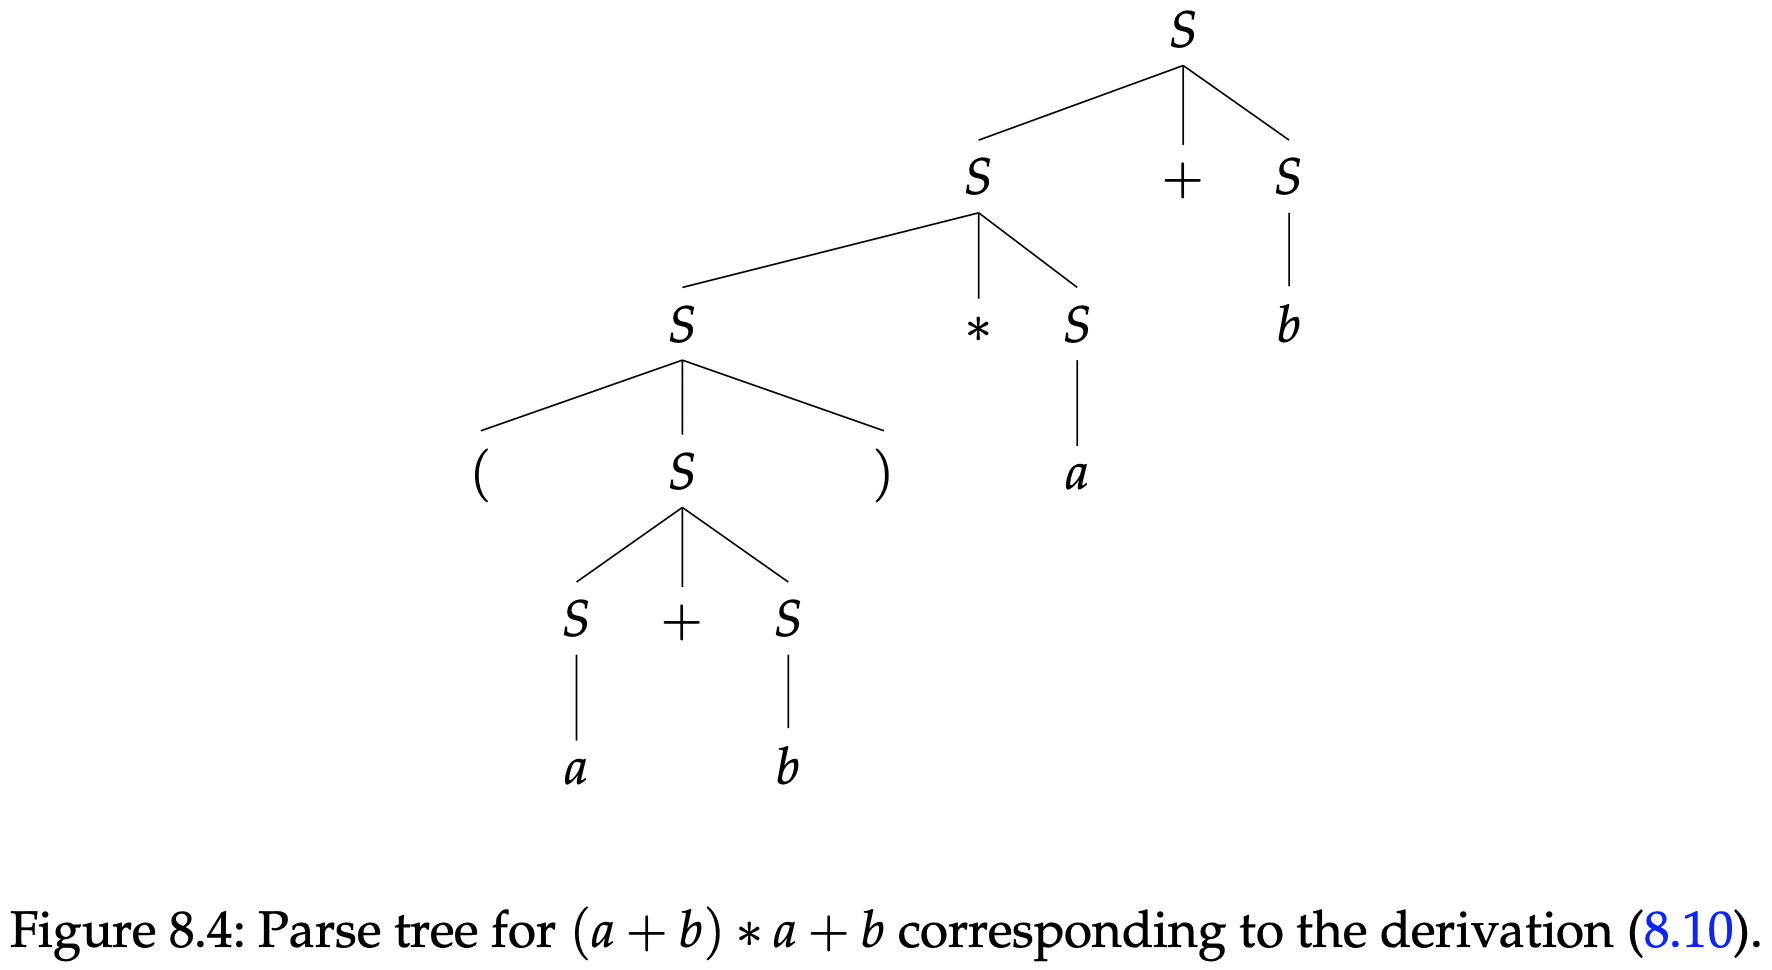 S
S + S
S * S b
( S ) a
S + S
a b
Figure 8.4: Parse tree for (a + b) * a + b corresponding to the derivation (8.10).